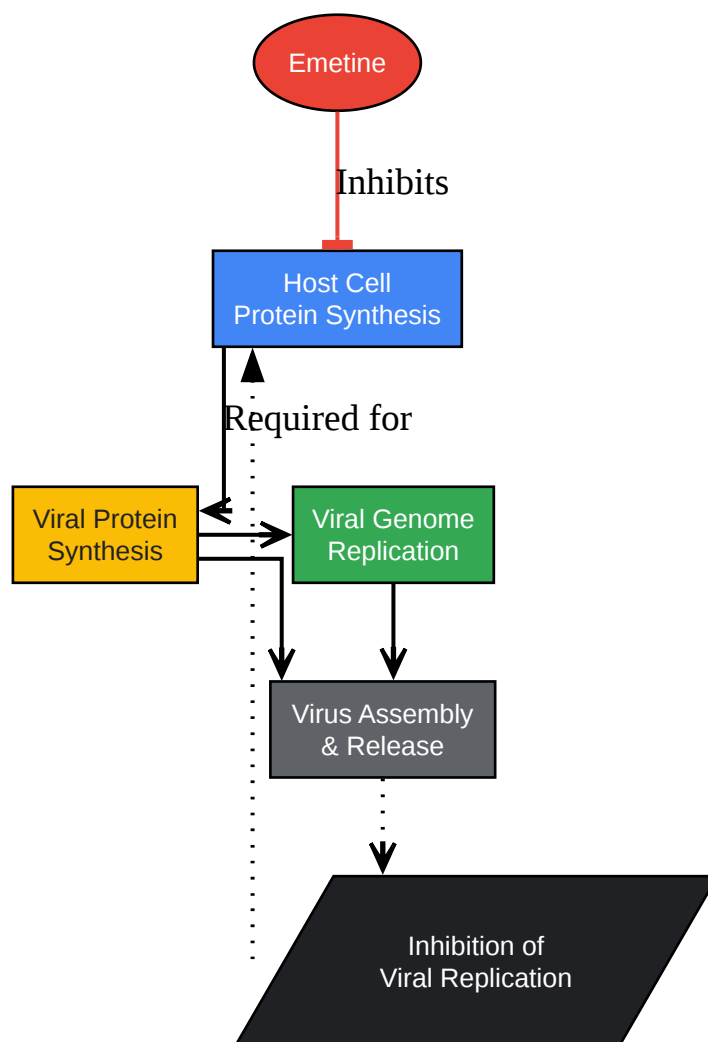 Emetine
Inhibits
Host Cell
Protein Synthesis
Required for
Viral Protein
Synthesis
Viral Genome
Replication
Virus Assembly
& Release
Inhibition of
Viral Replication